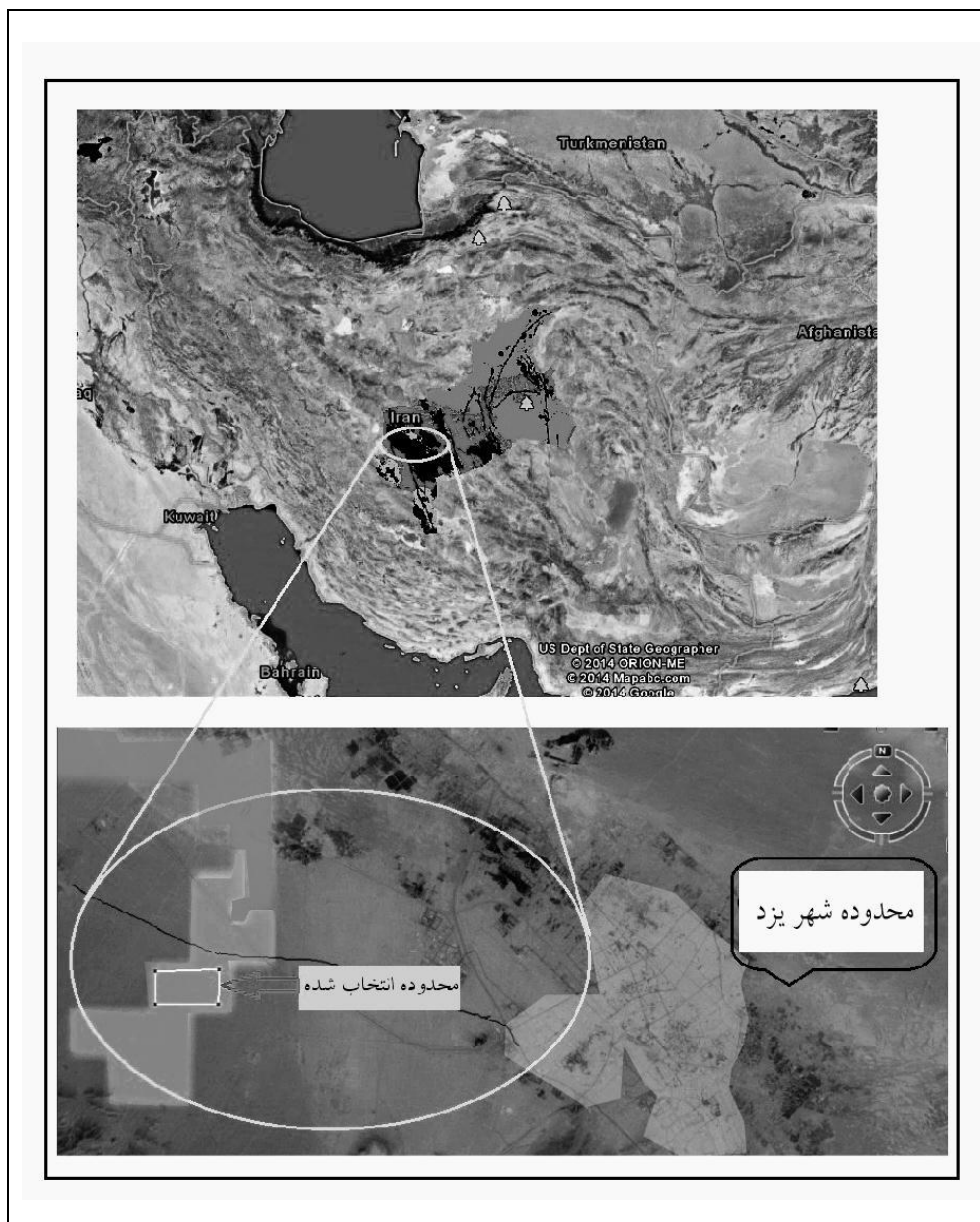 Turkmenistan
Afghanista
Iran
aq
Kuwait
Bahrain
US Dept of State Geographer
© 2014 ORION-ME
© 2014 Mapabc.com
© 2014 Google
N
محدوده شهر یزد
محدوده انتخاب شده